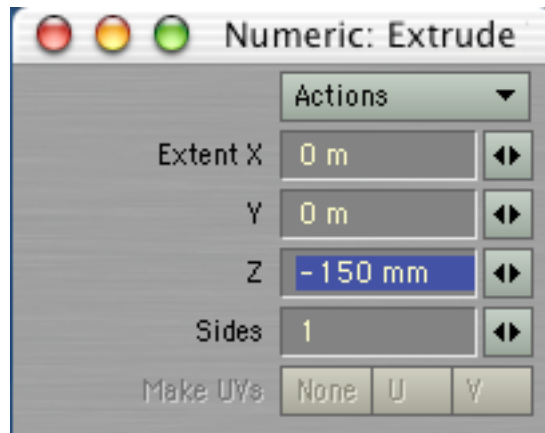 Numeric: Extrude
Actions
Extent X 0 m
Y 0 m
Z -150 mm
Sides 1
Make UVs None U V